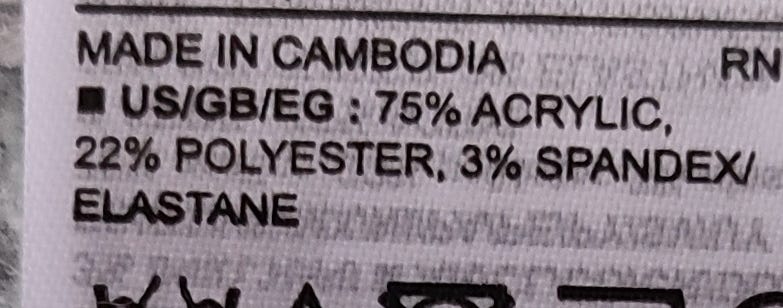 MADE IN CAMBODIA RN
■ US/GB/EG : 75% ACRYLIC,
22% POLYESTER, 3% SPANDEX/
ELASTANE